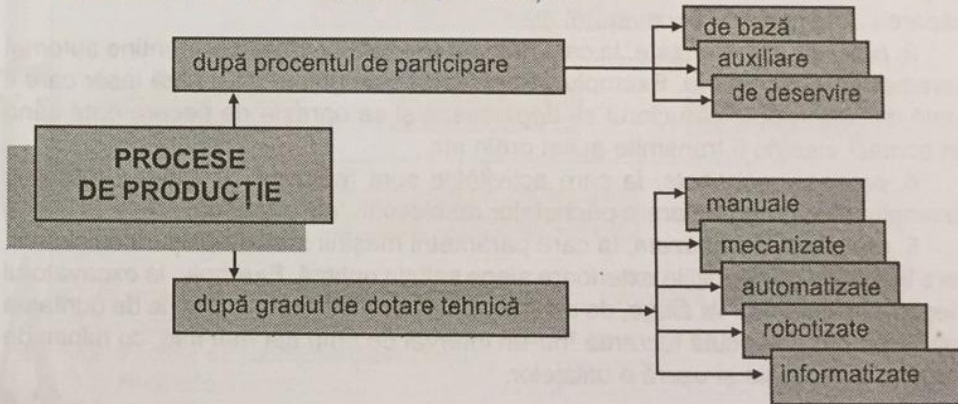 de bază
după procentul de participare
auxiliare
de deservire
PROCESE
DE PRODUCȚIE
manuale
mecanizate
după gradul de dotare tehnică
automatizate
robotizate
informatizate